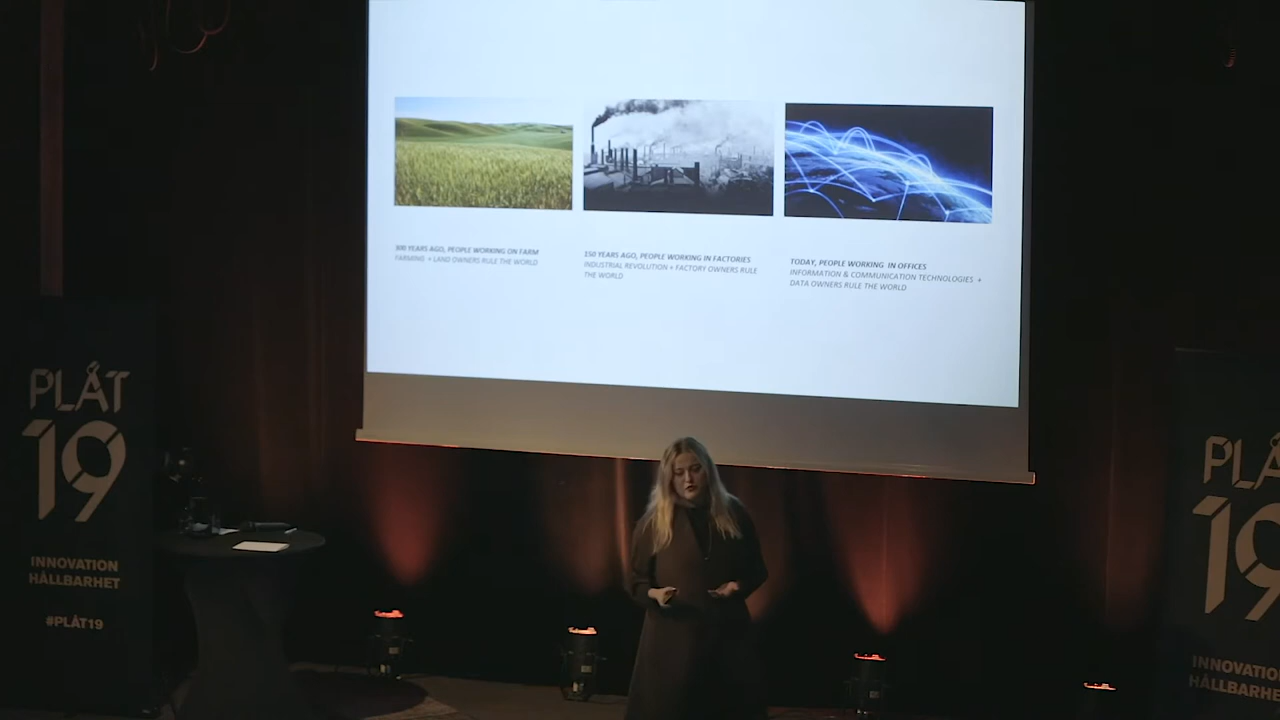 300 YEARS AGO, PEOPLE WORKING ON FARM
FARMING + LAND OWNERS RULE THE WORLD
150 YEARS AGO, PEOPLE WORKING IN FACTORIES
INDUSTRIAL REVOLUTION + FACTORY OWNERS RULE
THE WORLD
TODAY, PEOPLE WORKING IN OFFICES
INFORMATION & COMMUNICATION TECHNOLOGIES +
DATA OWNERS RULE THE WORLD
PLÅT
19
INNOVATION
HÅLLBARHET
#PLÅT19
PLÅ
19
INNOVATIO
HÅLLBARHE